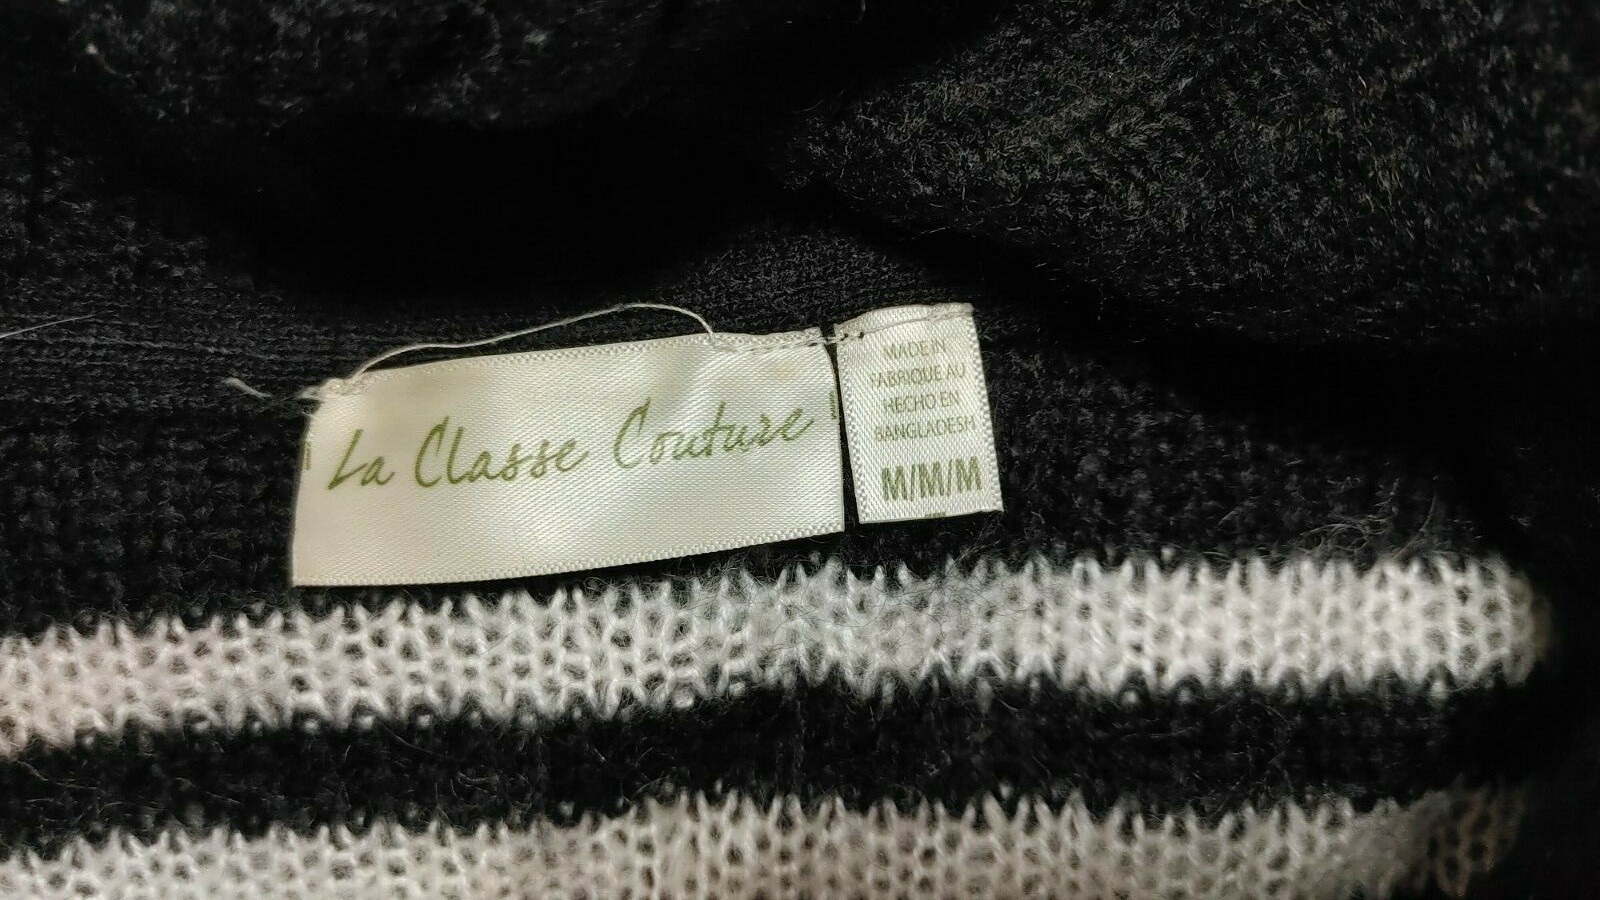 La Classe Couture
MADE IN
FABRIQUE AU
HECHO EN
BANGLADESH
M/M/M